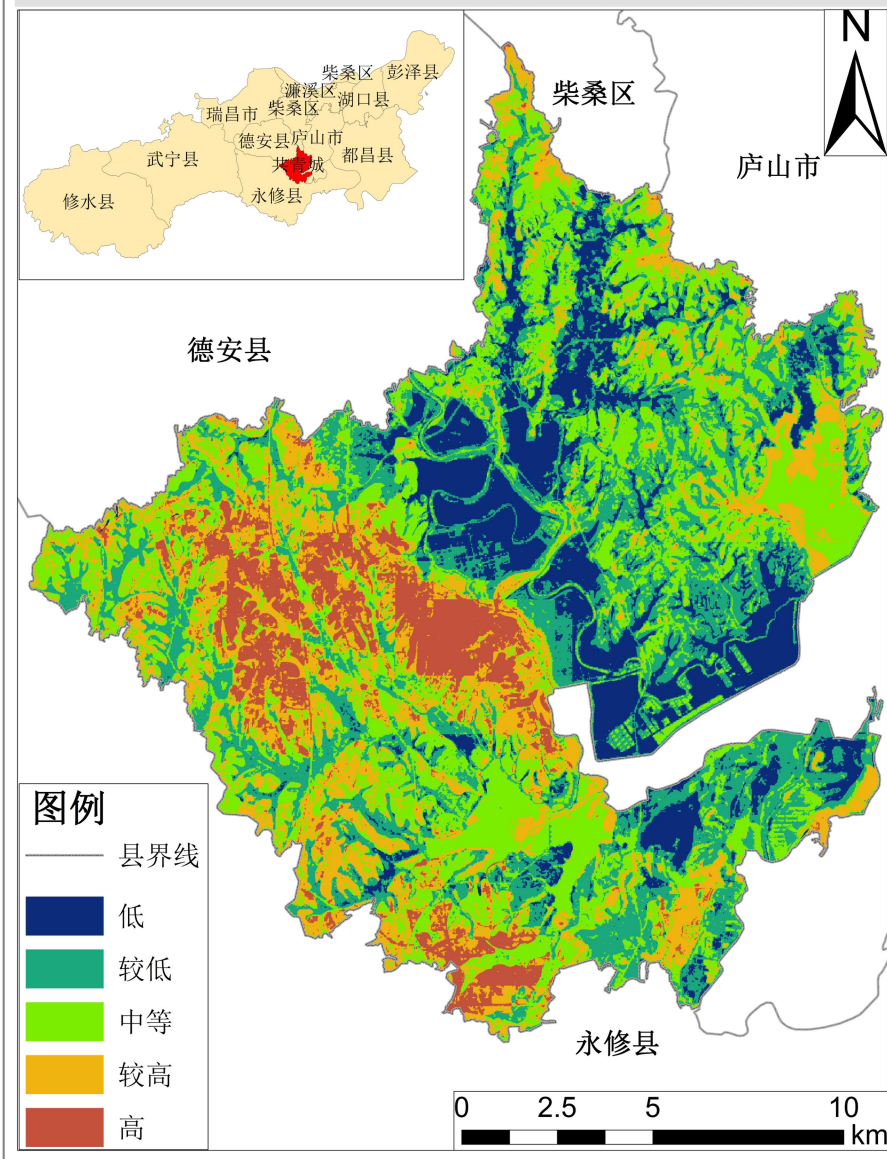 N
柴桑区
彭泽县
濂溪区
瑞昌市
柴桑区
湖口县
德安县
庐山市
都昌县
武宁县
共青城
修水县
永修县
柴桑区
庐山市
德安县
永修县
图例
县界线
低
较低
中等
较高
高
0 2.5 5 10
km